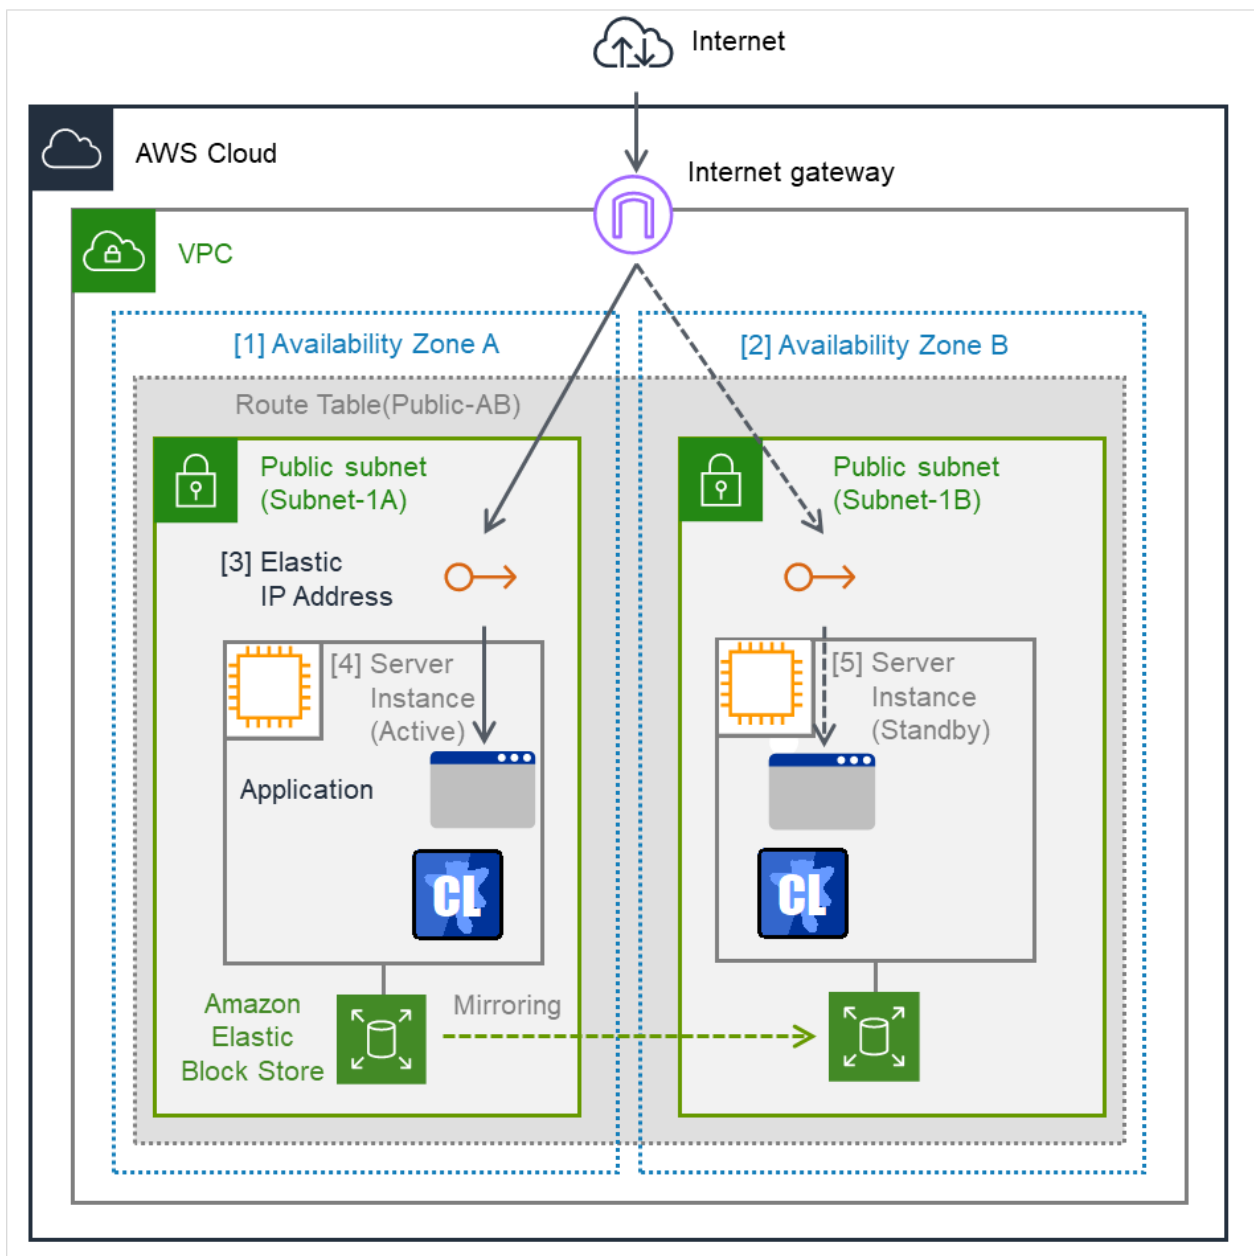 Internet
AWS Cloud
Internet gateway
VPC
[1] Availability Zone A
[2] Availability Zone B
Route Table(Public-AB)
Public subnet
(Subnet-1A)
Public subnet
(Subnet-1B)
[3] Elastic
IP Address
[4] Server
Instance
(Active)
[5] Server
Instance
(Standby)
Application
CL
CL
Amazon
Elastic
Block Store
Mirroring